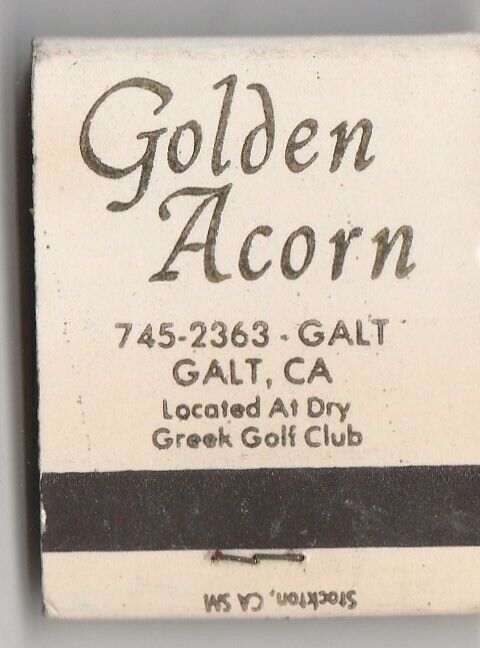 Golden
Acorn
745-2363 - GALT
GALT, CA
Located At Dry
Greek Golf Club
Stockton, CA SM